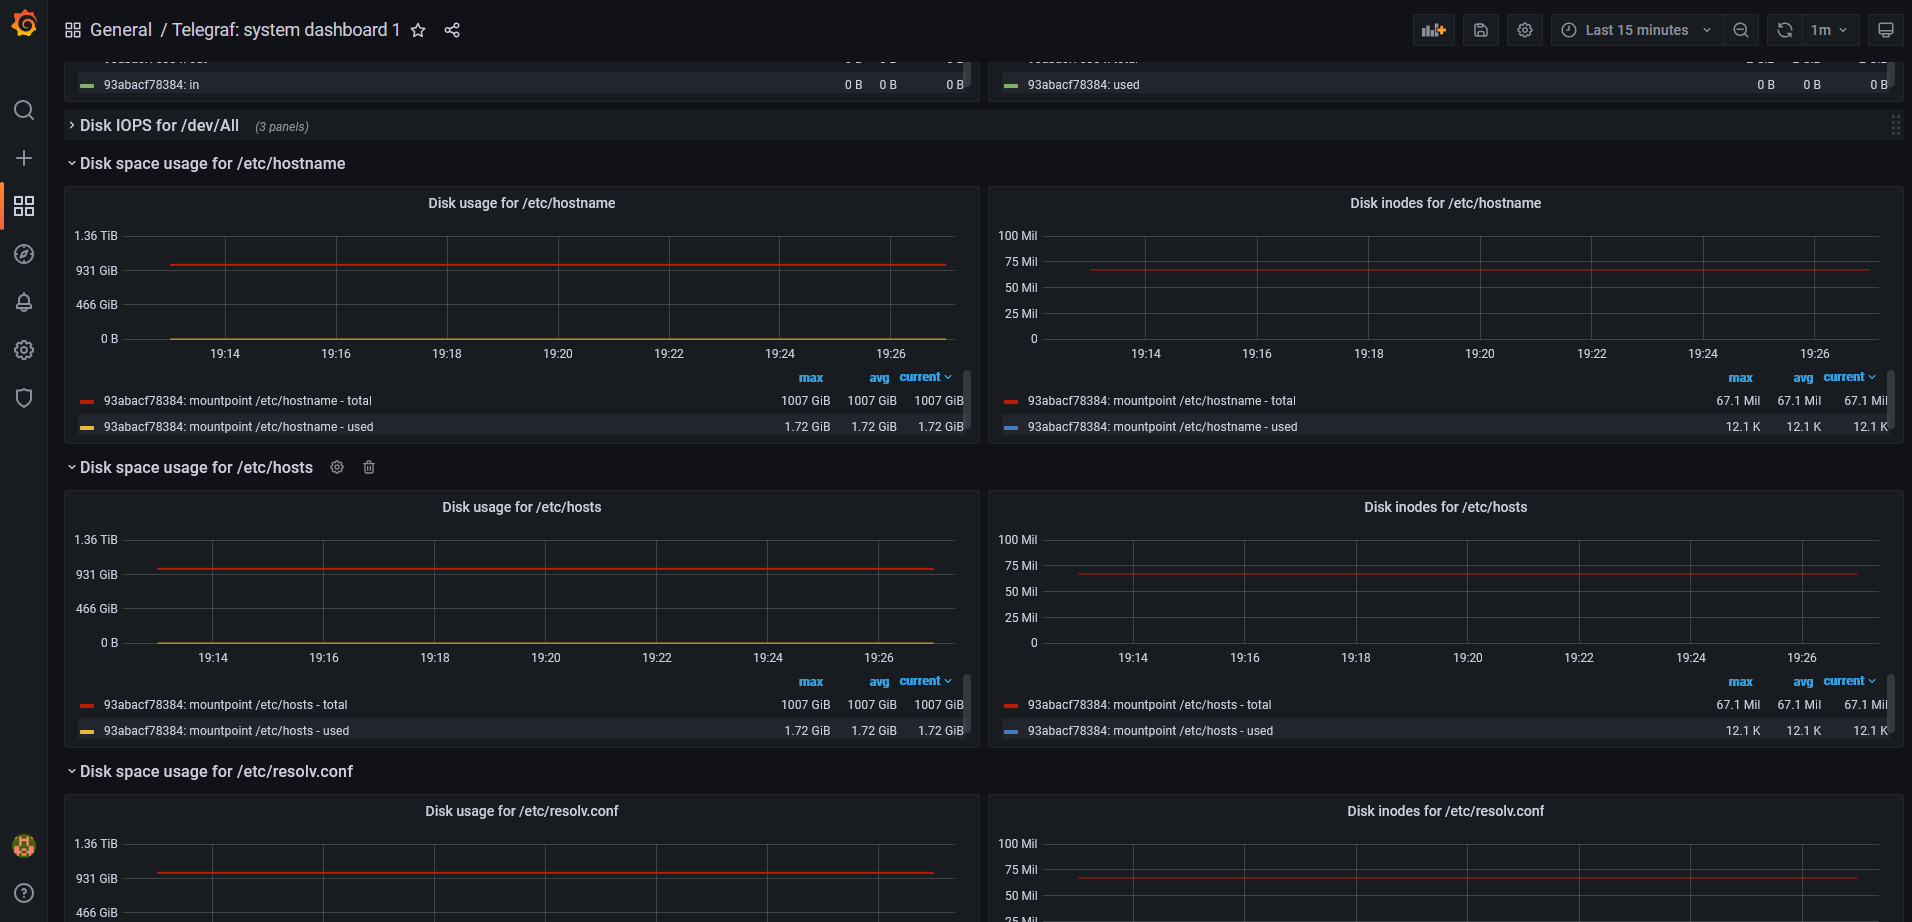 General / Telegraf: system dashboard 1
Last 15 minutes
1m
93abacf78384: in 0 B 0 B 0 B
93abacf78384: used 0 B 0 B 0 B
Disk IOPS for /dev/All (3 panels)
Disk space usage for /etc/hostname
Disk usage for /etc/hostname
1.36 TiB
931 GiB
466 GiB
0 B
19:14 19:16 19:18 19:20 19:22 19:24 19:26
max avg current
93abacf78384: mountpoint /etc/hostname - total 1007 GiB 1007 GiB 1007 GiB
93abacf78384: mountpoint /etc/hostname - used 1.72 GiB 1.72 GiB 1.72 GiB
Disk inodes for /etc/hostname
100 Mil
75 Mil
50 Mil
25 Mil
0
19:14 19:16 19:18 19:20 19:22 19:24 19:26
max avg current
93abacf78384: mountpoint /etc/hostname - total 67.1 Mil 67.1 Mil 67.1 Mil
93abacf78384: mountpoint /etc/hostname - used 12.1 K 12.1 K 12.1 K
Disk space usage for /etc/hosts
Disk usage for /etc/hosts
1.36 TiB
931 GiB
466 GiB
0 B
19:14 19:16 19:18 19:20 19:22 19:24 19:26
max avg current
93abacf78384: mountpoint /etc/hosts - total 1007 GiB 1007 GiB 1007 GiB
93abacf78384: mountpoint /etc/hosts - used 1.72 GiB 1.72 GiB 1.72 GiB
Disk inodes for /etc/hosts
100 Mil
75 Mil
50 Mil
25 Mil
0
19:14 19:16 19:18 19:20 19:22 19:24 19:26
max avg current
93abacf78384: mountpoint /etc/hosts - total 67.1 Mil 67.1 Mil 67.1 Mil
93abacf78384: mountpoint /etc/hosts - used 12.1 K 12.1 K 12.1 K
Disk space usage for /etc/resolv.conf
Disk usage for /etc/resolv.conf
1.36 TiB
931 GiB
466 GiB
Disk inodes for /etc/resolv.conf
100 Mil
75 Mil
50 Mil
25 Mil